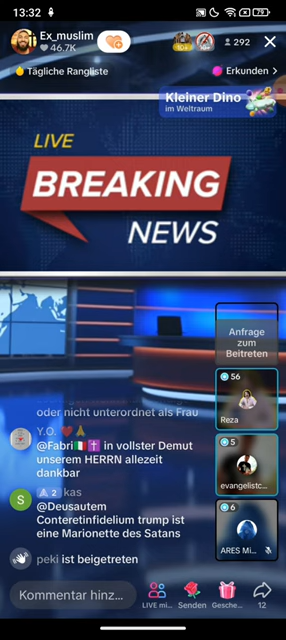 13:32
79
Ex_muslim
46.7K
292
Tägliche Rangliste
Erkunden
Kleiner Dino
im Weltraum
LIVE
BREAKING
NEWS
Anfrage
zum
Beitreten
56
Reza
5
evangelistc...
6
ARES Mi...
oder nicht unterordnet als Frau
Y.O. ❤️🙏
@Fabri🇮🇹✝️ in vollster Demut
unserem HERRN allezeit
dankbar
S
2 kas
@Deusautem
Conteretinfidelium trump ist
eine Marionette des Satans
peki ist beigetreten
Kommentar hinz...
LIVE mi...
Senden
Gesche...
12